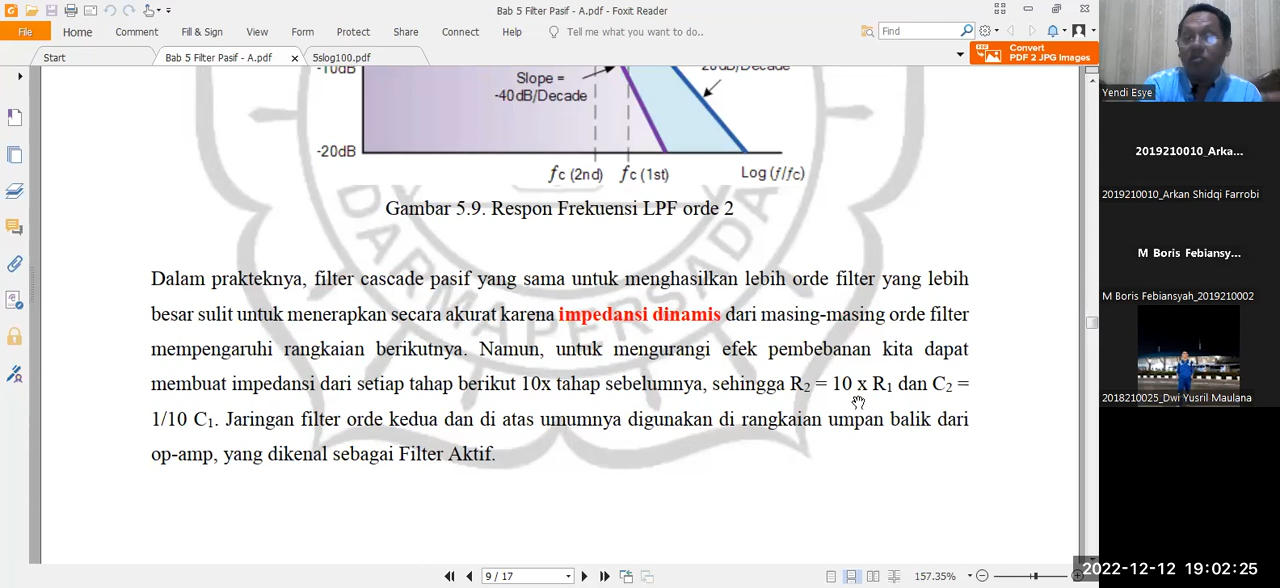 Bab 5 Filter Pasif - A.pdf - Foxit Reader
File Home Comment Fill & Sign View Form Protect Share Connect Help Tell me what you want to do.. Find
Start Bab 5 Filter Pasif - A.pdf 5slog100.pdf
Convert
PDF 2 JPG Images
-10dB
Slope =
-40dB/Decade
20dB/Decade
-20dB
fc (2nd) fc (1st) Log (f/fc)
Gambar 5.9. Respon Frekuensi LPF orde 2
DARMA PERSADA
Dalam prakteknya, filter cascade pasif yang sama untuk menghasilkan lebih orde filter yang lebih
besar sulit untuk menerapkan secara akurat karena impedansi dinamis dari masing-masing orde filter
mempengaruhi rangkaian berikutnya. Namun, untuk mengurangi efek pembebanan kita dapat
membuat impedansi dari setiap tahap berikut 10x tahap sebelumnya, sehingga R2 = 10 x R1 dan C2 =
1/10 C1. Jaringan filter orde kedua dan di atas umumnya digunakan di rangkaian umpan balik dari
op-amp, yang dikenal sebagai Filter Aktif.
9 / 17
157.35%
Yendi Esye
2019210010_Arka...
2019210010_Arkan Shidqi Farrobi
M Boris Febiansy...
M Boris Febiansyah_2019210002
2018210025_Dwi Yusril Maulana
2022-12-12 19:02:25